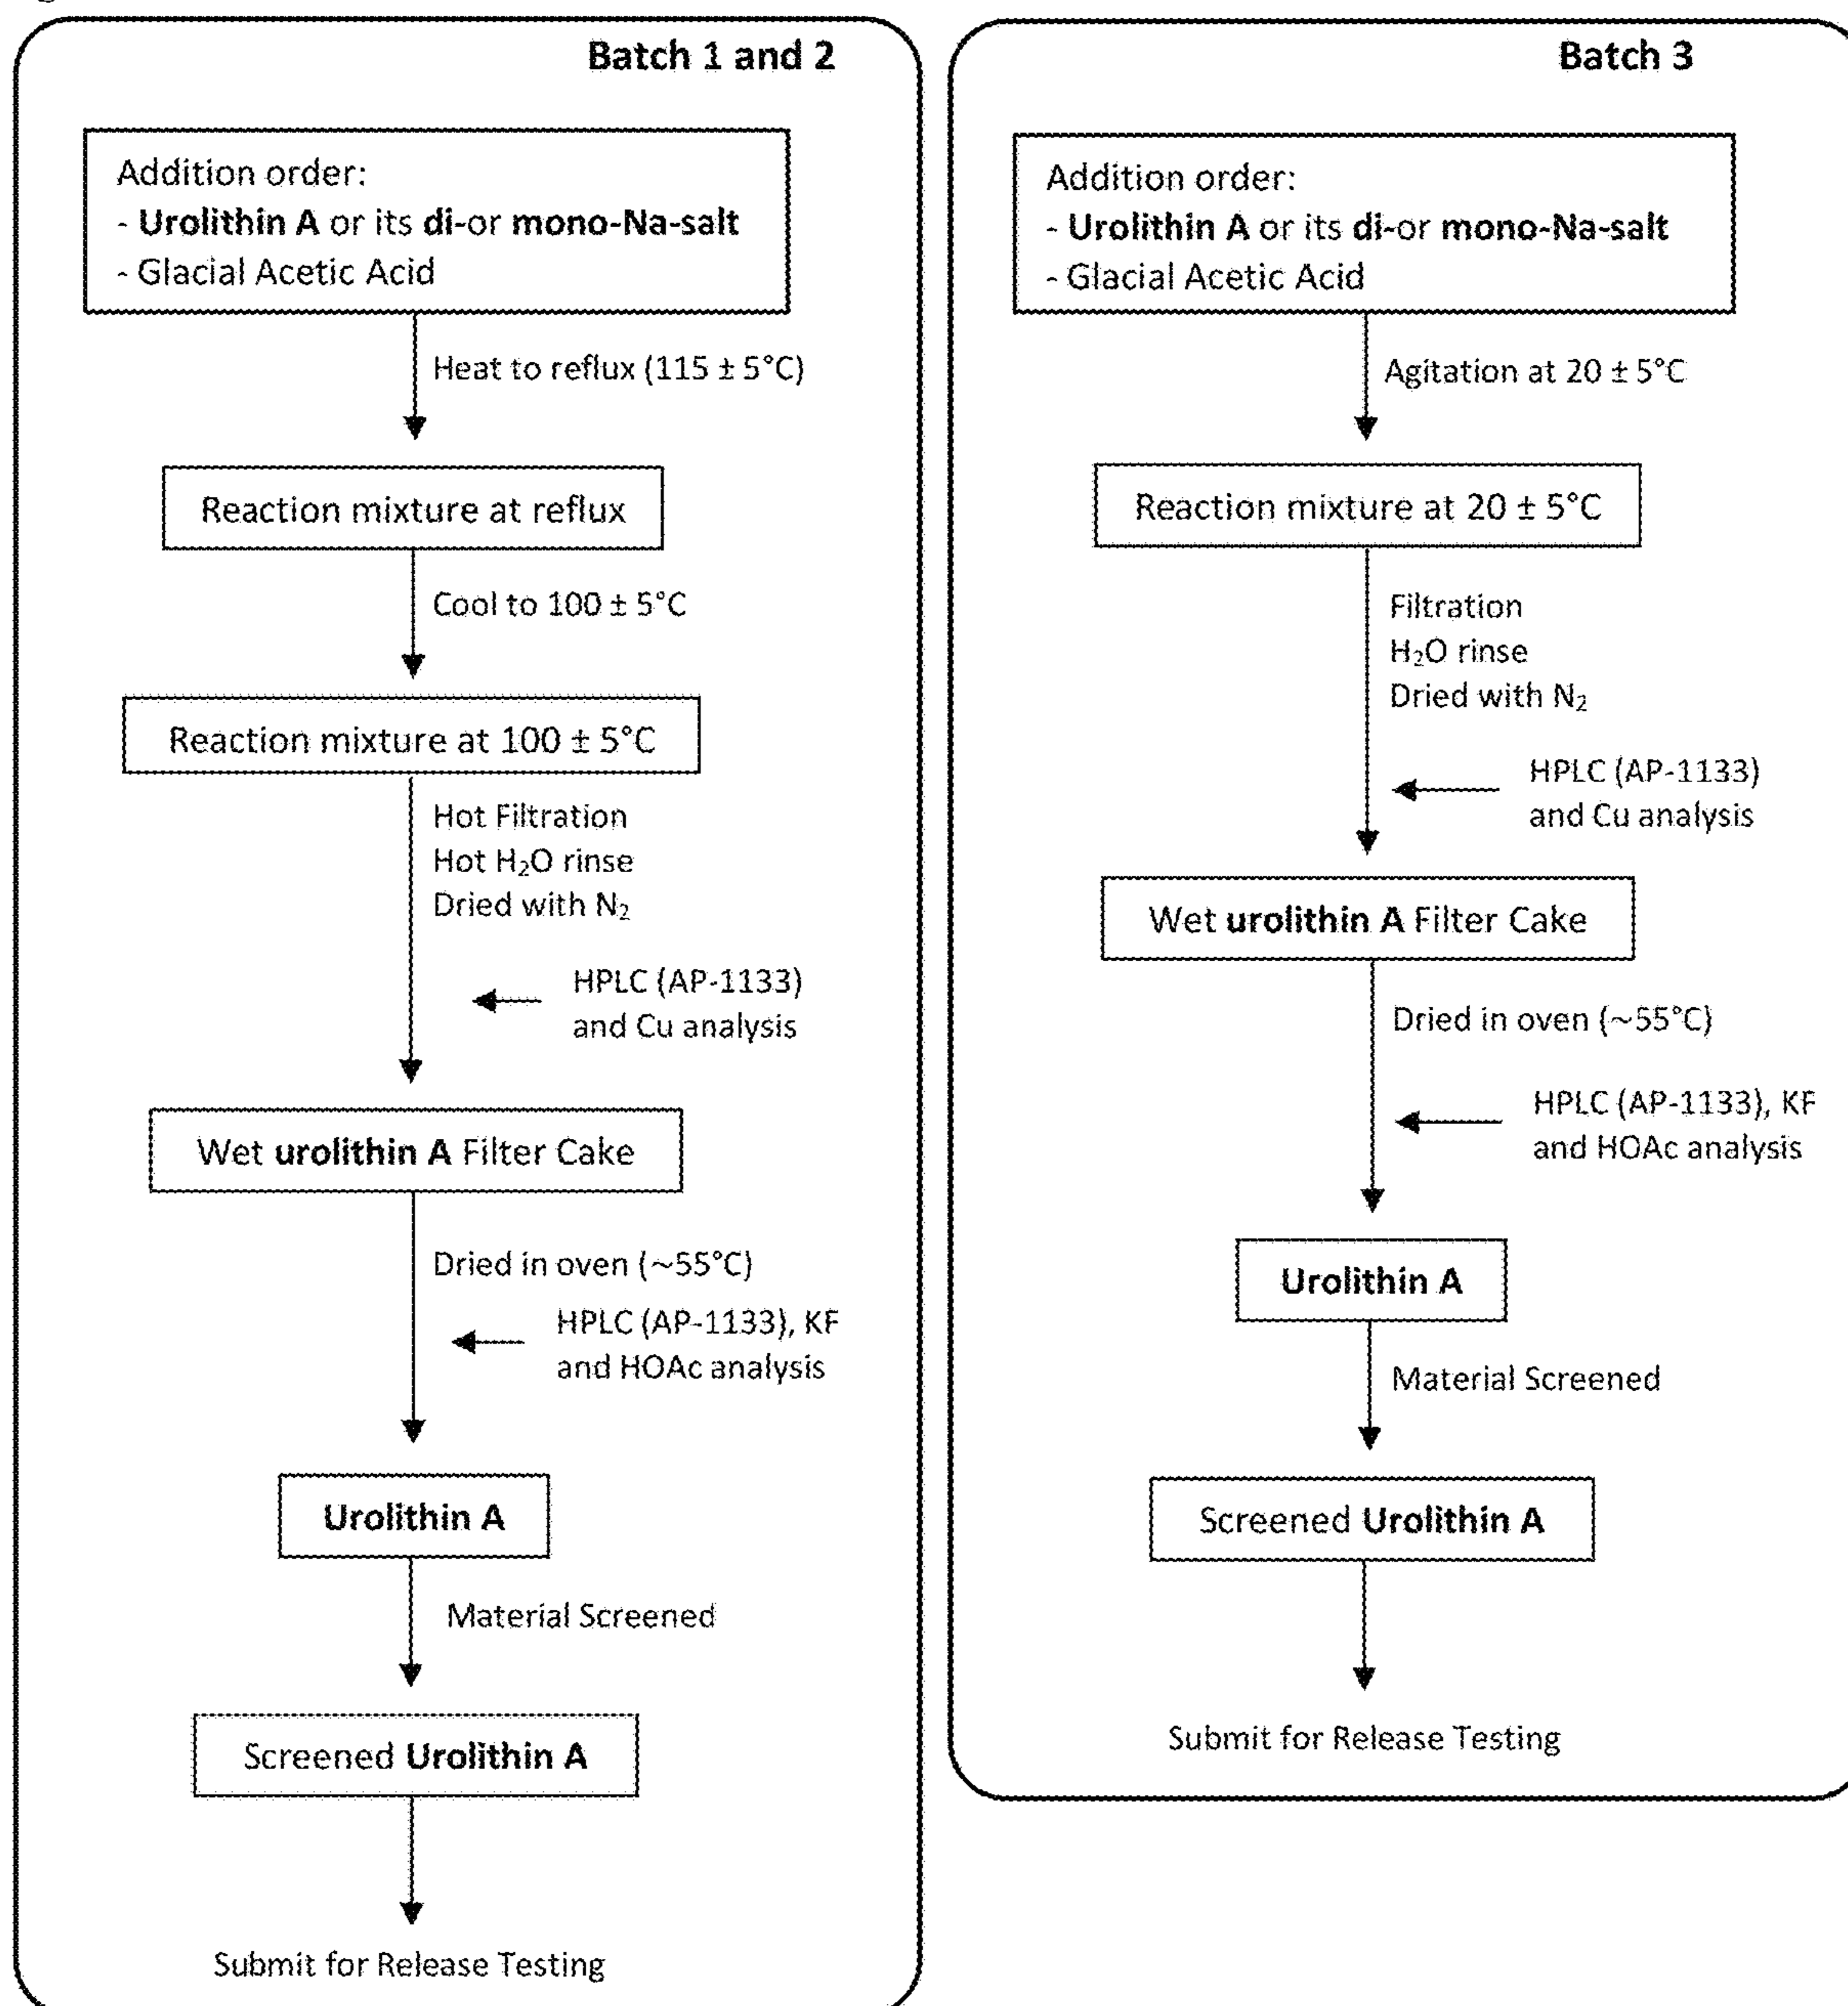 Batch 1 and 2
Addition order:
- Urolithin A or its di-or mono-Na-salt
- Glacial Acetic Acid
Heat to reflux (115 ± 5°C)
Reaction mixture at reflux
Cool to 100 ± 5°C
Reaction mixture at 100 ± 5°C
Hot Filtration
Hot H₂O rinse
Dried with N₂
HPLC (AP-1133)
and Cu analysis
Wet urolithin A Filter Cake
Dried in oven (~55°C)
HPLC (AP-1133), KF
and HOAc analysis
Urolithin A
Material Screened
Screened Urolithin A
Submit for Release Testing
Batch 3
Addition order:
- Urolithin A or its di-or mono-Na-salt
- Glacial Acetic Acid
Agitation at 20 ± 5°C
Reaction mixture at 20 ± 5°C
Filtration
H₂O rinse
Dried with N₂
HPLC (AP-1133)
and Cu analysis
Wet urolithin A Filter Cake
Dried in oven (~55°C)
HPLC (AP-1133), KF
and HOAc analysis
Urolithin A
Material Screened
Screened Urolithin A
Submit for Release Testing